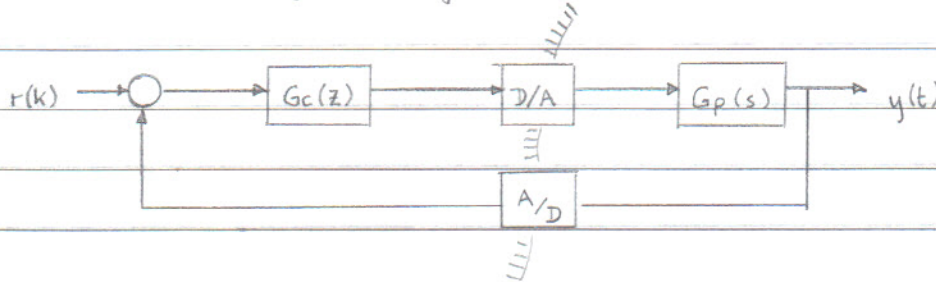 r(k) Gc(z) D/A Gp(s) y(t)
A/D